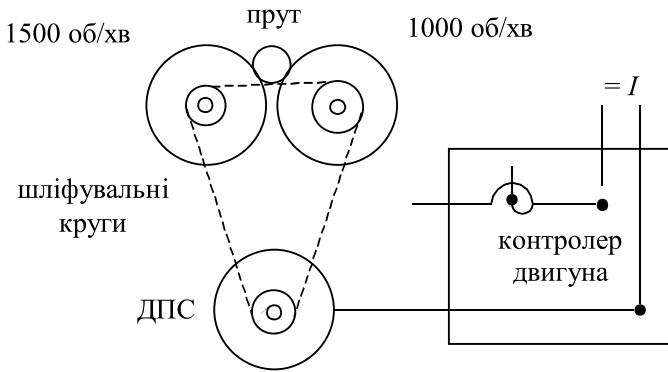 прут
1500 об/хв
1000 об/хв
= I
шліфувальні
круги
контролер
двигуна
ДПС